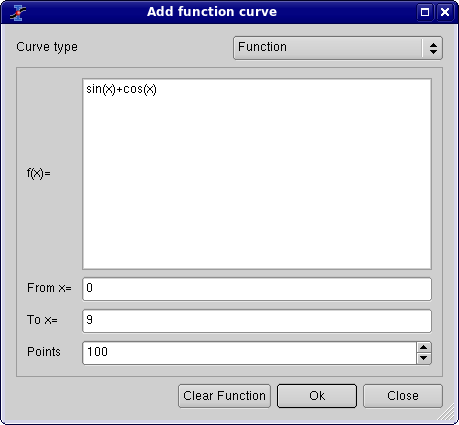 Add function curve
Curve type Function
f(x)= sin(x)+cos(x)
From x= 0
To x= 9
Points 100
Clear Function Ok Close